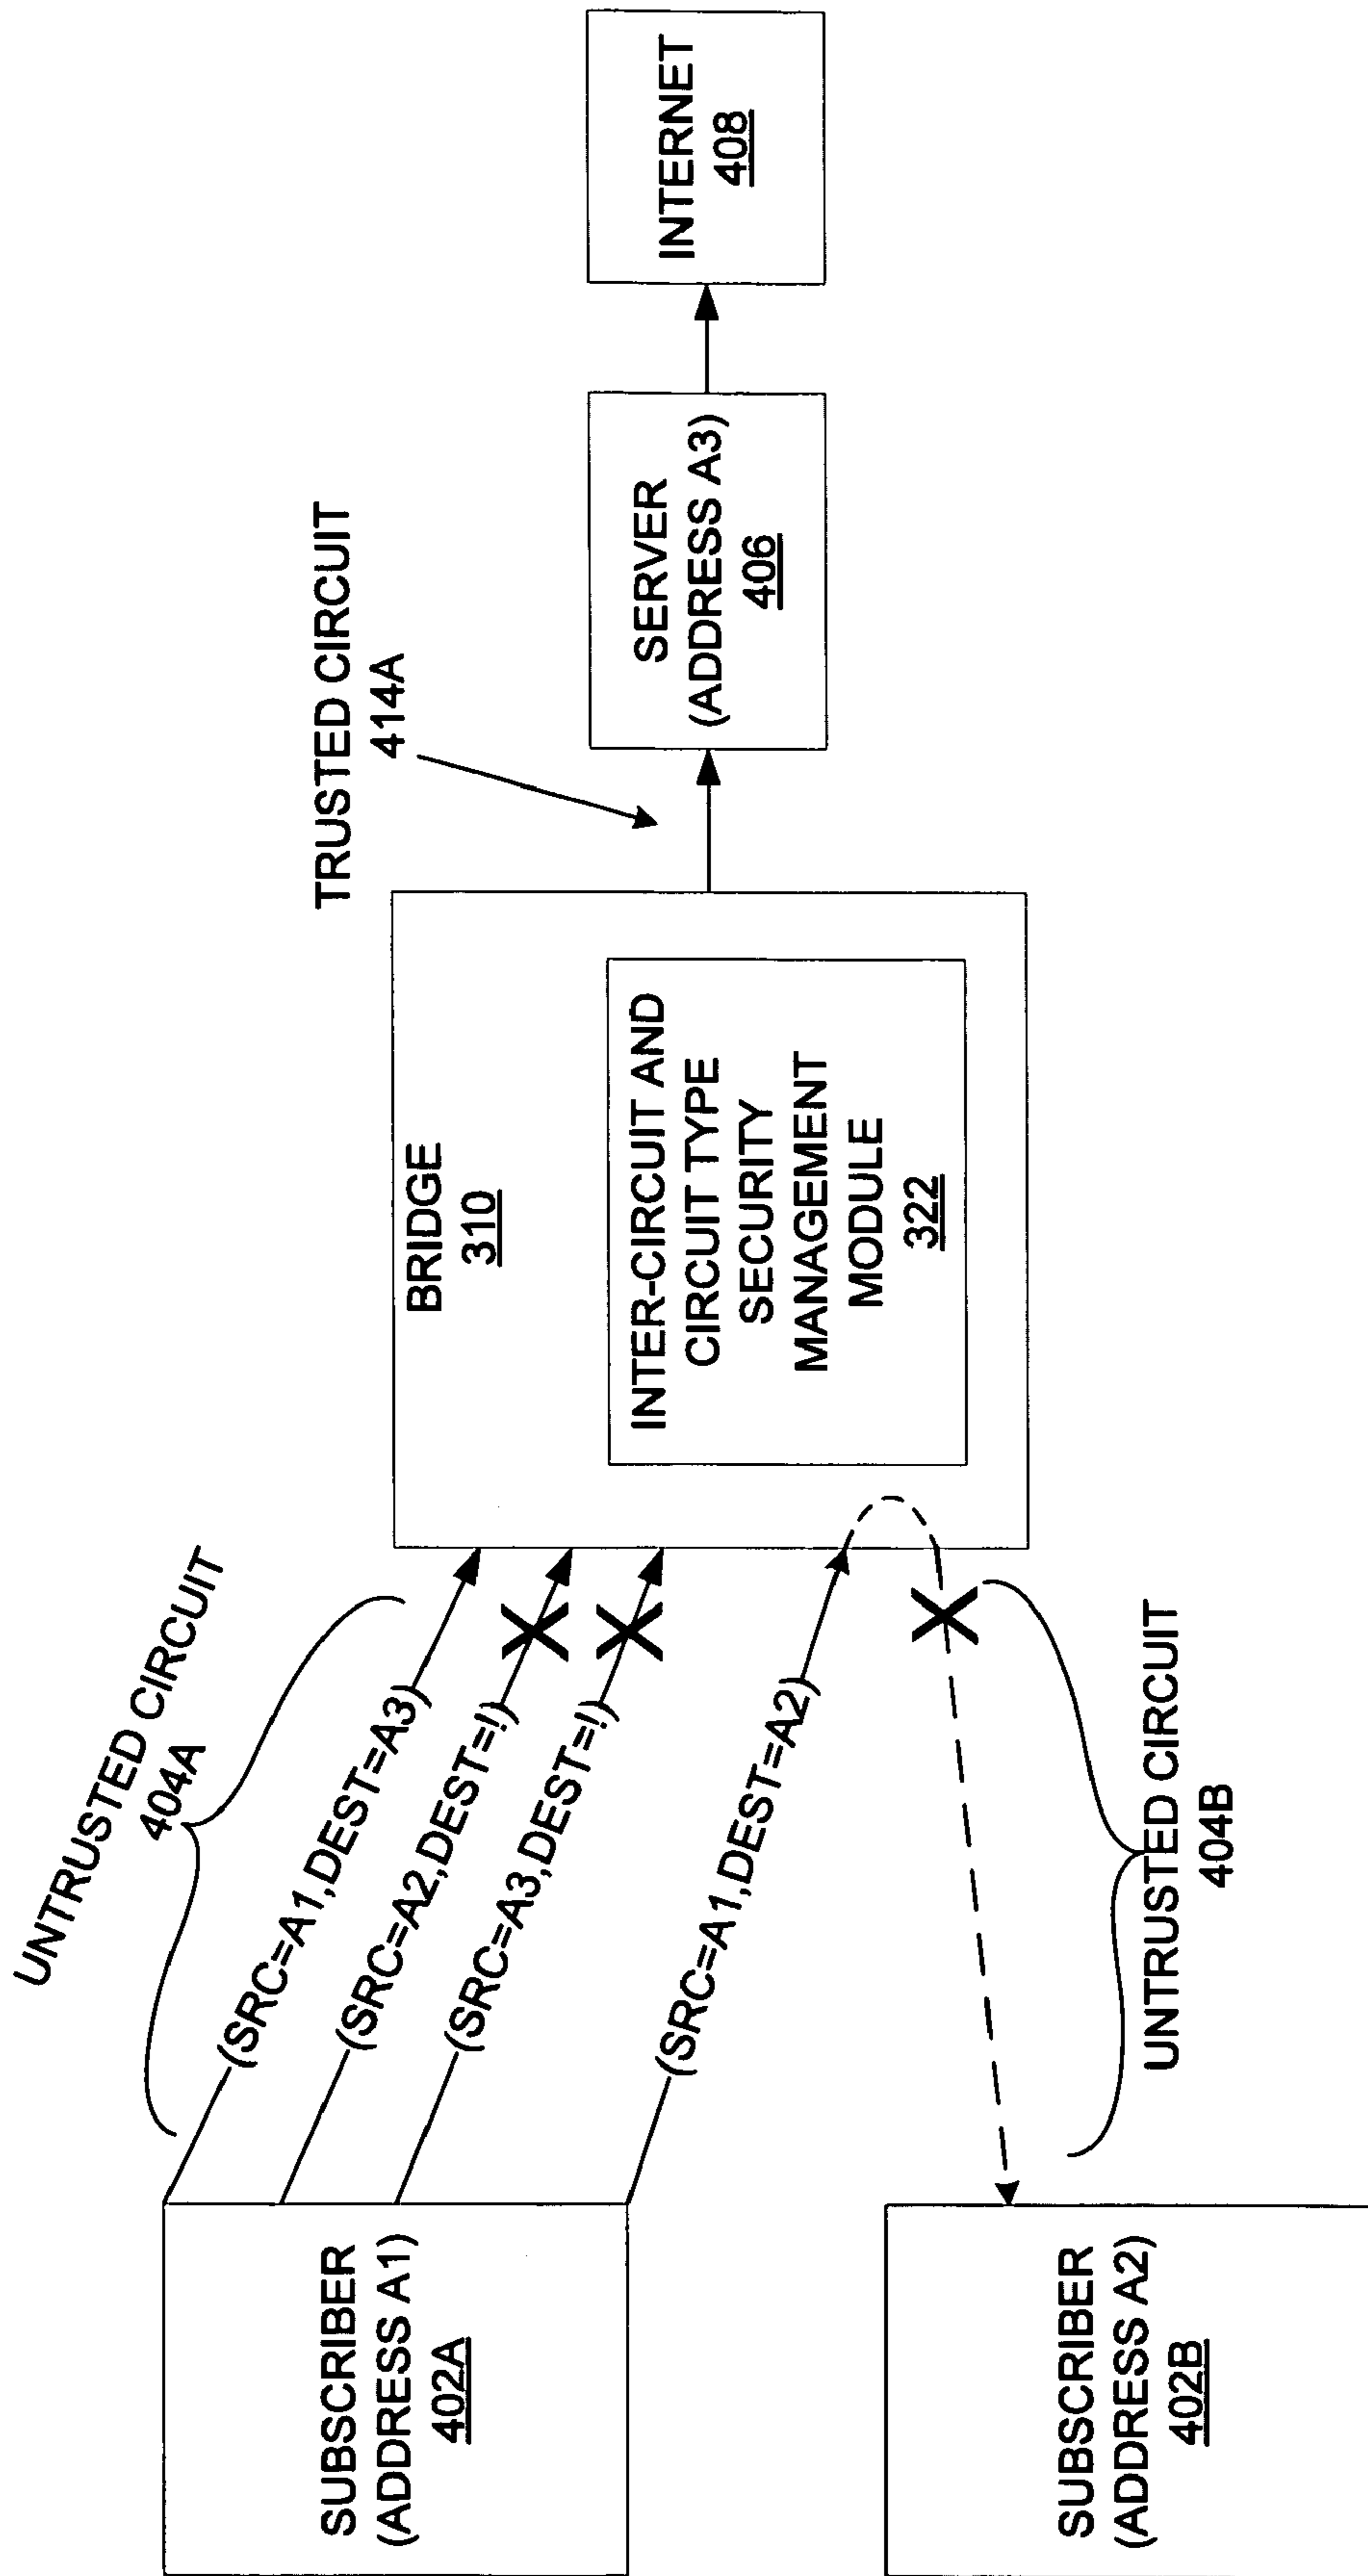 SUBSCRIBER
(ADDRESS A1)
402A
SUBSCRIBER
(ADDRESS A2)
402B
UNTRUSTED CIRCUIT
404A
(SRC=A1,DEST=A3)
(SRC=A2,DEST=!)
(SRC=A3,DEST=!)
(SRC=A1,DEST=A2)
UNTRUSTED CIRCUIT
404B
BRIDGE
310
INTER-CIRCUIT AND
CIRCUIT TYPE
SECURITY
MANAGEMENT
MODULE
322
TRUSTED CIRCUIT
414A
SERVER
(ADDRESS A3)
406
INTERNET
408